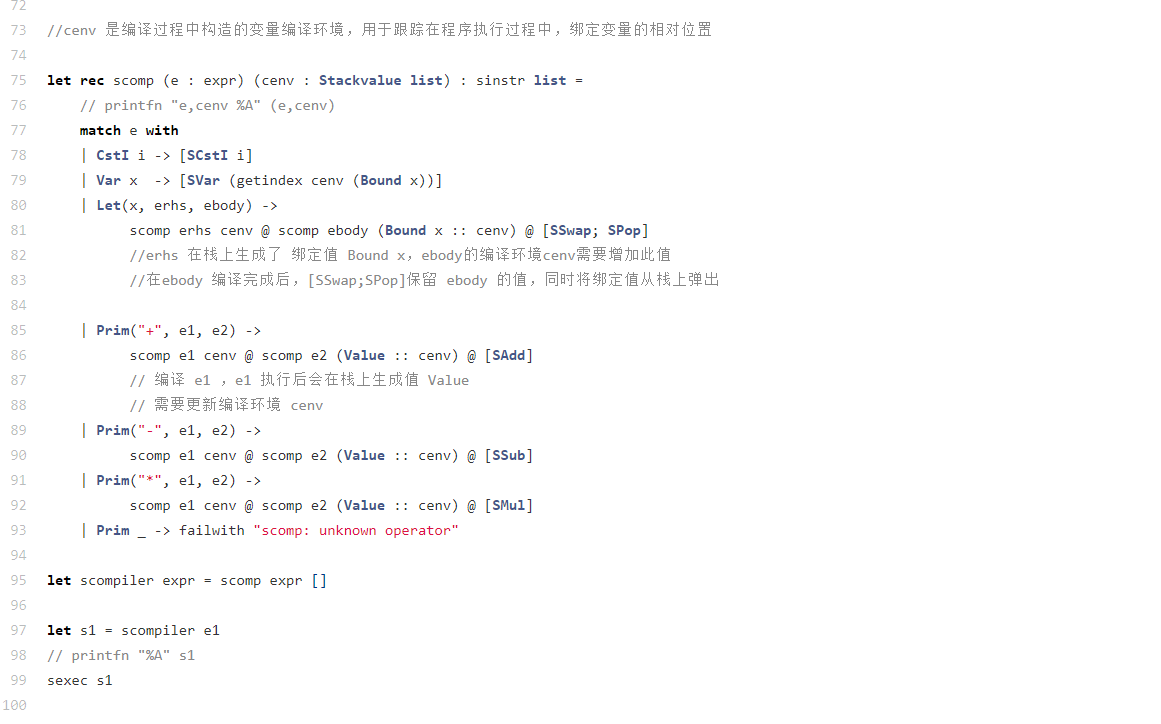 72
73 //cenv 是编译过程中构造的变量编译环境，用于跟踪在程序执行过程中，绑定变量的相对位置
74
75 let rec scomp (e : expr) (cenv : Stackvalue list) : sinstr list =
76     // printfn "e,cenv %A" (e,cenv)
77     match e with
78     | CstI i -> [SCstI i]
79     | Var x  -> [SVar (getindex cenv (Bound x))]
80     | Let(x, erhs, ebody) ->
81           scomp erhs cenv @ scomp ebody (Bound x :: cenv) @ [SSwap; SPop]
82           //erhs 在栈上生成了 绑定值 Bound x，ebody的编译环境cenv需要增加此值
83           //在ebody 编译完成后，[SSwap;SPop]保留 ebody 的值，同时将绑定值从栈上弹出
84
85     | Prim("+", e1, e2) ->
86           scomp e1 cenv @ scomp e2 (Value :: cenv) @ [SAdd]
87           // 编译 e1 ，e1 执行后会在栈上生成值 Value
88           // 需要更新编译环境 cenv
89     | Prim("-", e1, e2) ->
90           scomp e1 cenv @ scomp e2 (Value :: cenv) @ [SSub]
91     | Prim("*", e1, e2) ->
92           scomp e1 cenv @ scomp e2 (Value :: cenv) @ [SMul]
93     | Prim _ -> failwith "scomp: unknown operator"
94
95 let scompiler expr = scomp expr []
96
97 let s1 = scompiler e1
98 // printfn "%A" s1
99 sexec s1
100